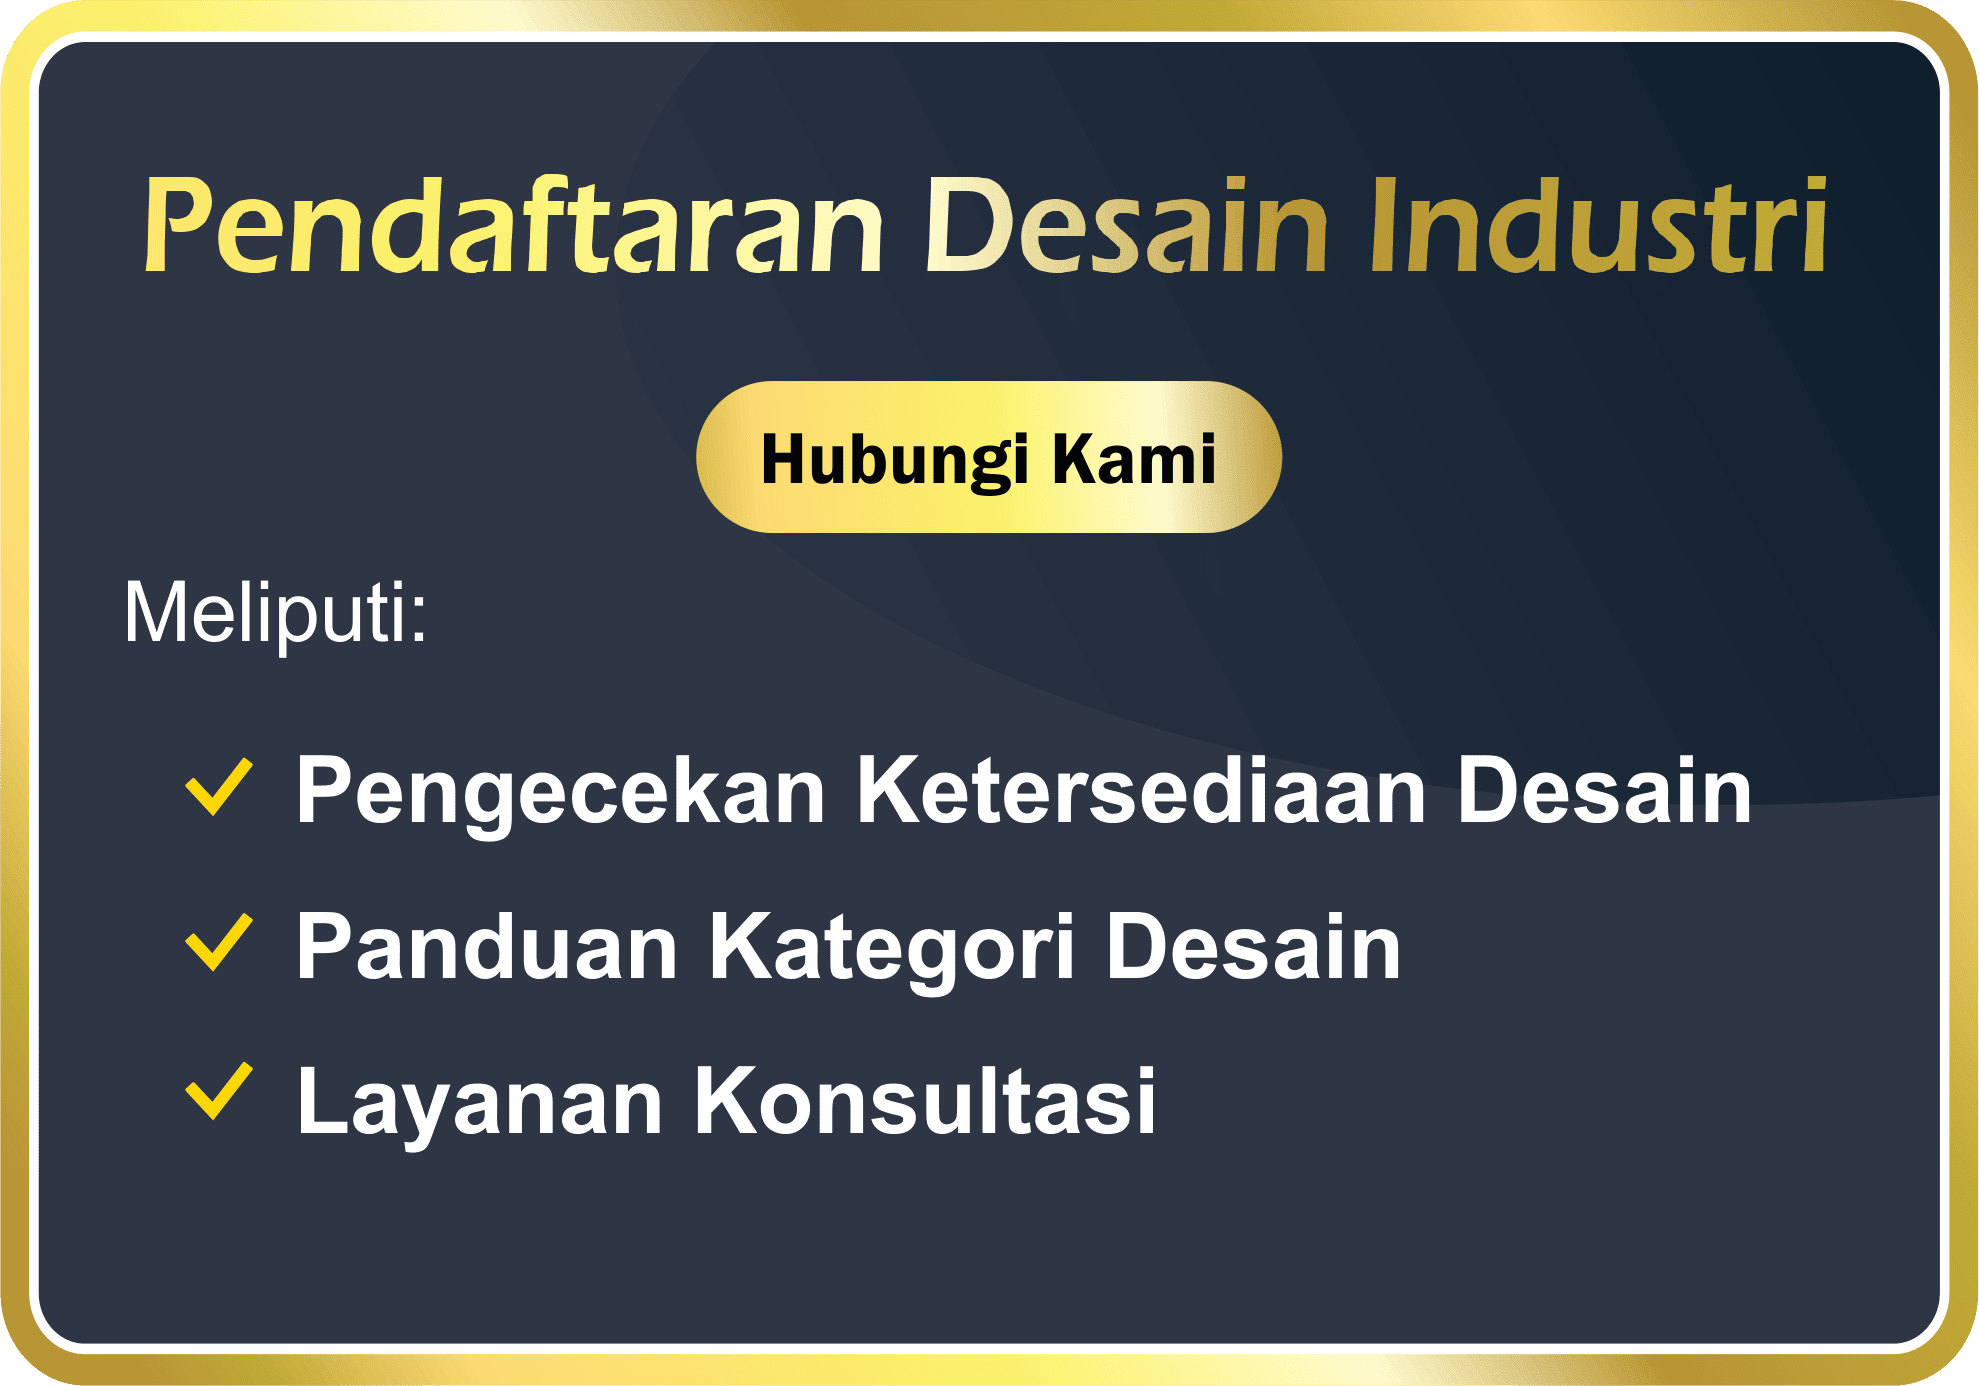 Pendaftaran Desain Industri
Hubungi Kami
Meliputi:
Pengecekan Ketersediaan Desain
Panduan Kategori Desain
Layanan Konsultasi